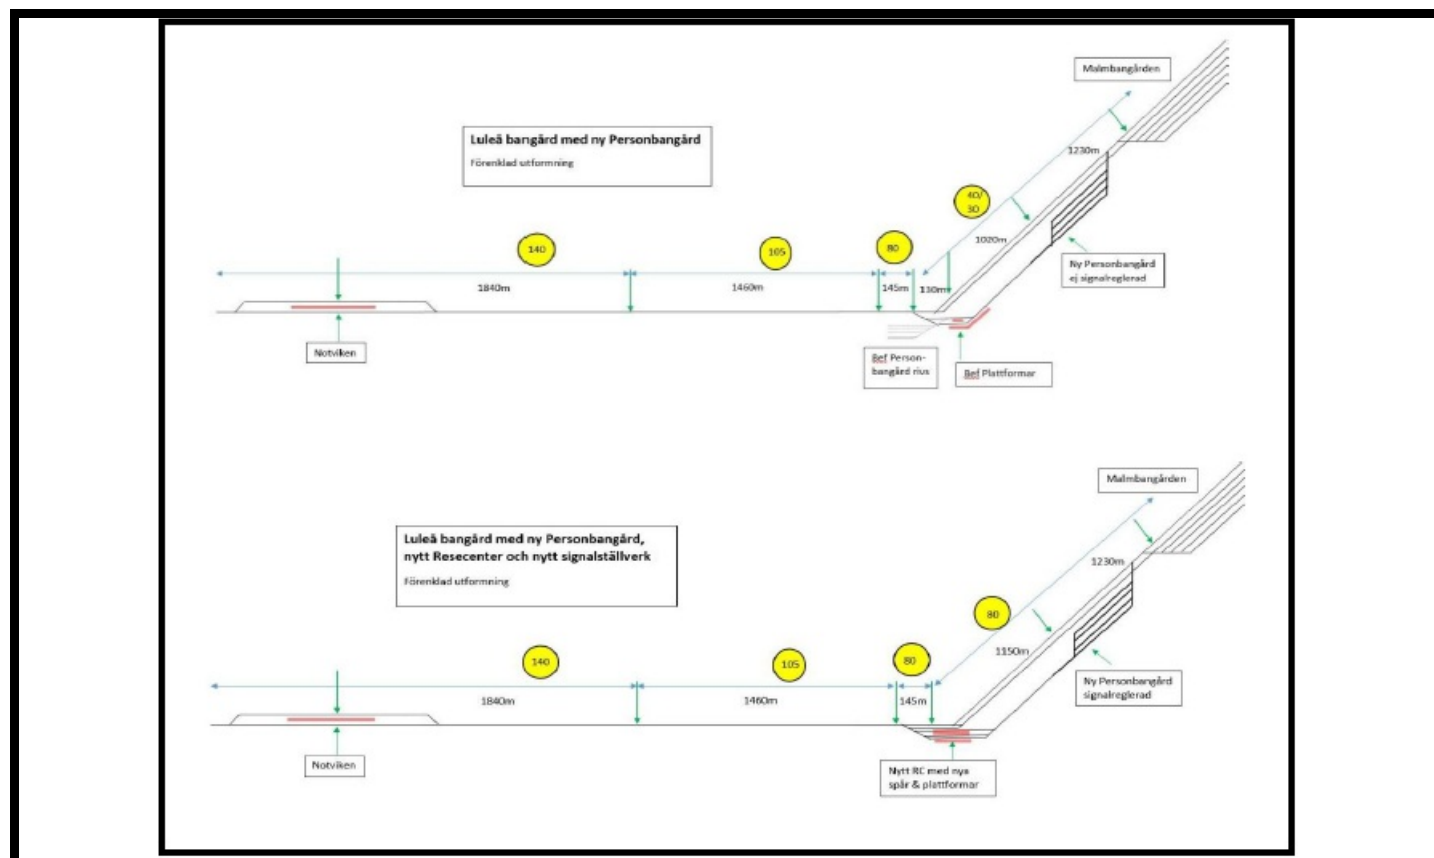 Malmbangården
Luleå bangård med ny Personbangård
Förenklad utformning
1230m
40/
30
1020m
140
105
80
1840m
1460m
145m
130m
Ny Personbangård
ej signalreglerad
Notviken
Bef Person-
bangård rivs
Bef Plattformar
Malmbangården
Luleå bangård med ny Personbangård,
nytt Resecenter och nytt signalställverk
Förenklad utformning
1230m
80
1150m
140
105
80
1840m
1460m
145m
Ny Personbangård
signalreglerad
Notviken
Nytt RC med nya
spår & plattformar